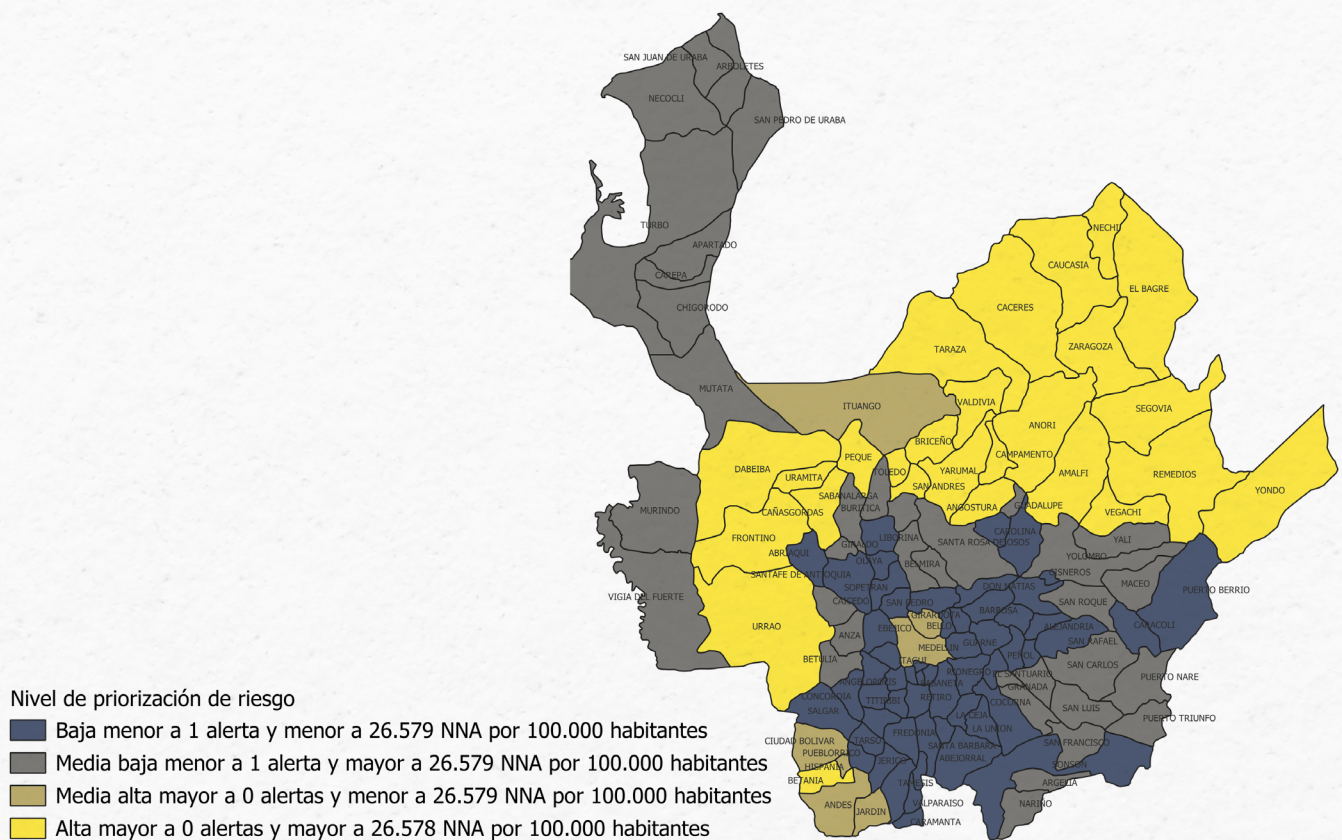 SAN JUAN DE URABA
ARBOLETES
NECOCLI
SAN PEDRO DE URABA
TURBO
APARTADO
CAREPA
CHIGORODO
MUTATA
NECHI
CAUCASIA
EL BAGRE
CACERES
ZARAGOZA
TARAZA
ITUANGO
VALDIVIA
SEGOVIA
ANORI
BRICEÑO
CAMPAMENTO
PEQUE
DABEIBA
TOLEDO
YARUMAL
AMALFI
REMEDIOS
URAMITA
SAN ANDRES
YONDO
SABANALARGA
BURITICA
ANGOSTURA
GUADALUPE
MURINDO
CAÑASGORDAS
VEGACHI
CAROLINA
FRONTINO
LIBORINA
SANTA ROSA DE OSOS
YALI
GIRALDO
ABRIAQUI
YOLOMBO
OLAYA
BELMIRA
CISNEROS
SANTAFE DE ANTIOQUIA
MACEO
SOPETRAN
DON MATIAS
PUERTO BERRIO
VIGIA DEL FUERTE
CAICEDO
SAN PEDRO
SAN ROQUE
BARBOSA
GIRARDOTA
URRAO
EBEJICO
BELLO
ALEJANDRIA
CARACOLI
ANZA
GUARNE
SAN RAFAEL
MEDELLIN
PEÑOL
BETULIA
ITAGUI
SAN CARLOS
RIONEGRO
EL SANTUARIO
PUERTO NARE
ANGELOPOLIS
SABANETA
GRANADA
CONCORDIA
TITIRIBI
RETIRO
COCORNA
SALGAR
SAN LUIS
LA CEJA
PUERTO TRIUNFO
LA UNION
FREDONIA
CIUDAD BOLIVAR
TARSO
SANTA BARBARA
SAN FRANCISCO
PUEBLORRICO
JERICO
ABEJORRAL
SONSON
HISPANIA
BETANIA
TAMESIS
ARGELIA
ANDES
JARDIN
VALPARAISO
NARIÑO
CARAMANTA
Nivel de priorización de riesgo
Baja menor a 1 alerta y menor a 26.579 NNA por 100.000 habitantes
Media baja menor a 1 alerta y mayor a 26.579 NNA por 100.000 habitantes
Media alta mayor a 0 alertas y menor a 26.579 NNA por 100.000 habitantes
Alta mayor a 0 alertas y mayor a 26.578 NNA por 100.000 habitantes